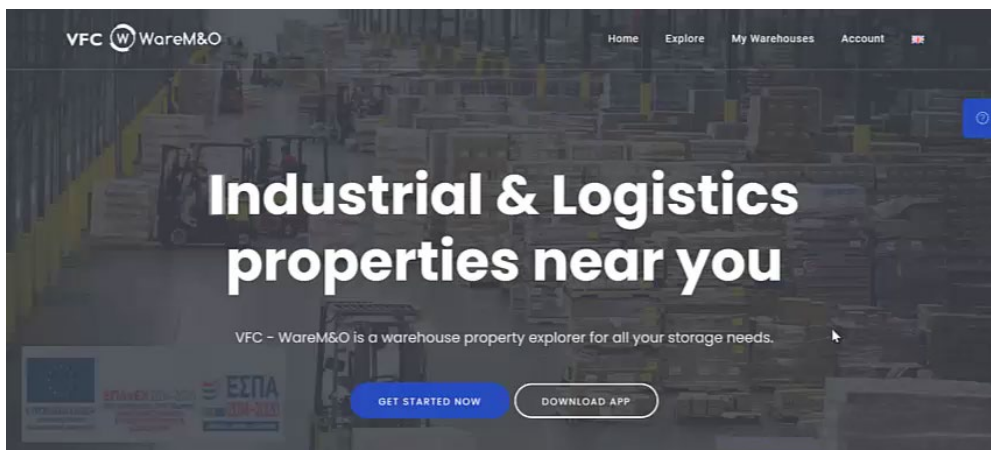 VFC W WareM&O
Home Explore My Warehouses Account
Industrial & Logistics
properties near you
VFC - WareM&O is a warehouse property explorer for all your storage needs.
ΕΣΠΑ
GET STARTED NOW DOWNLOAD APP